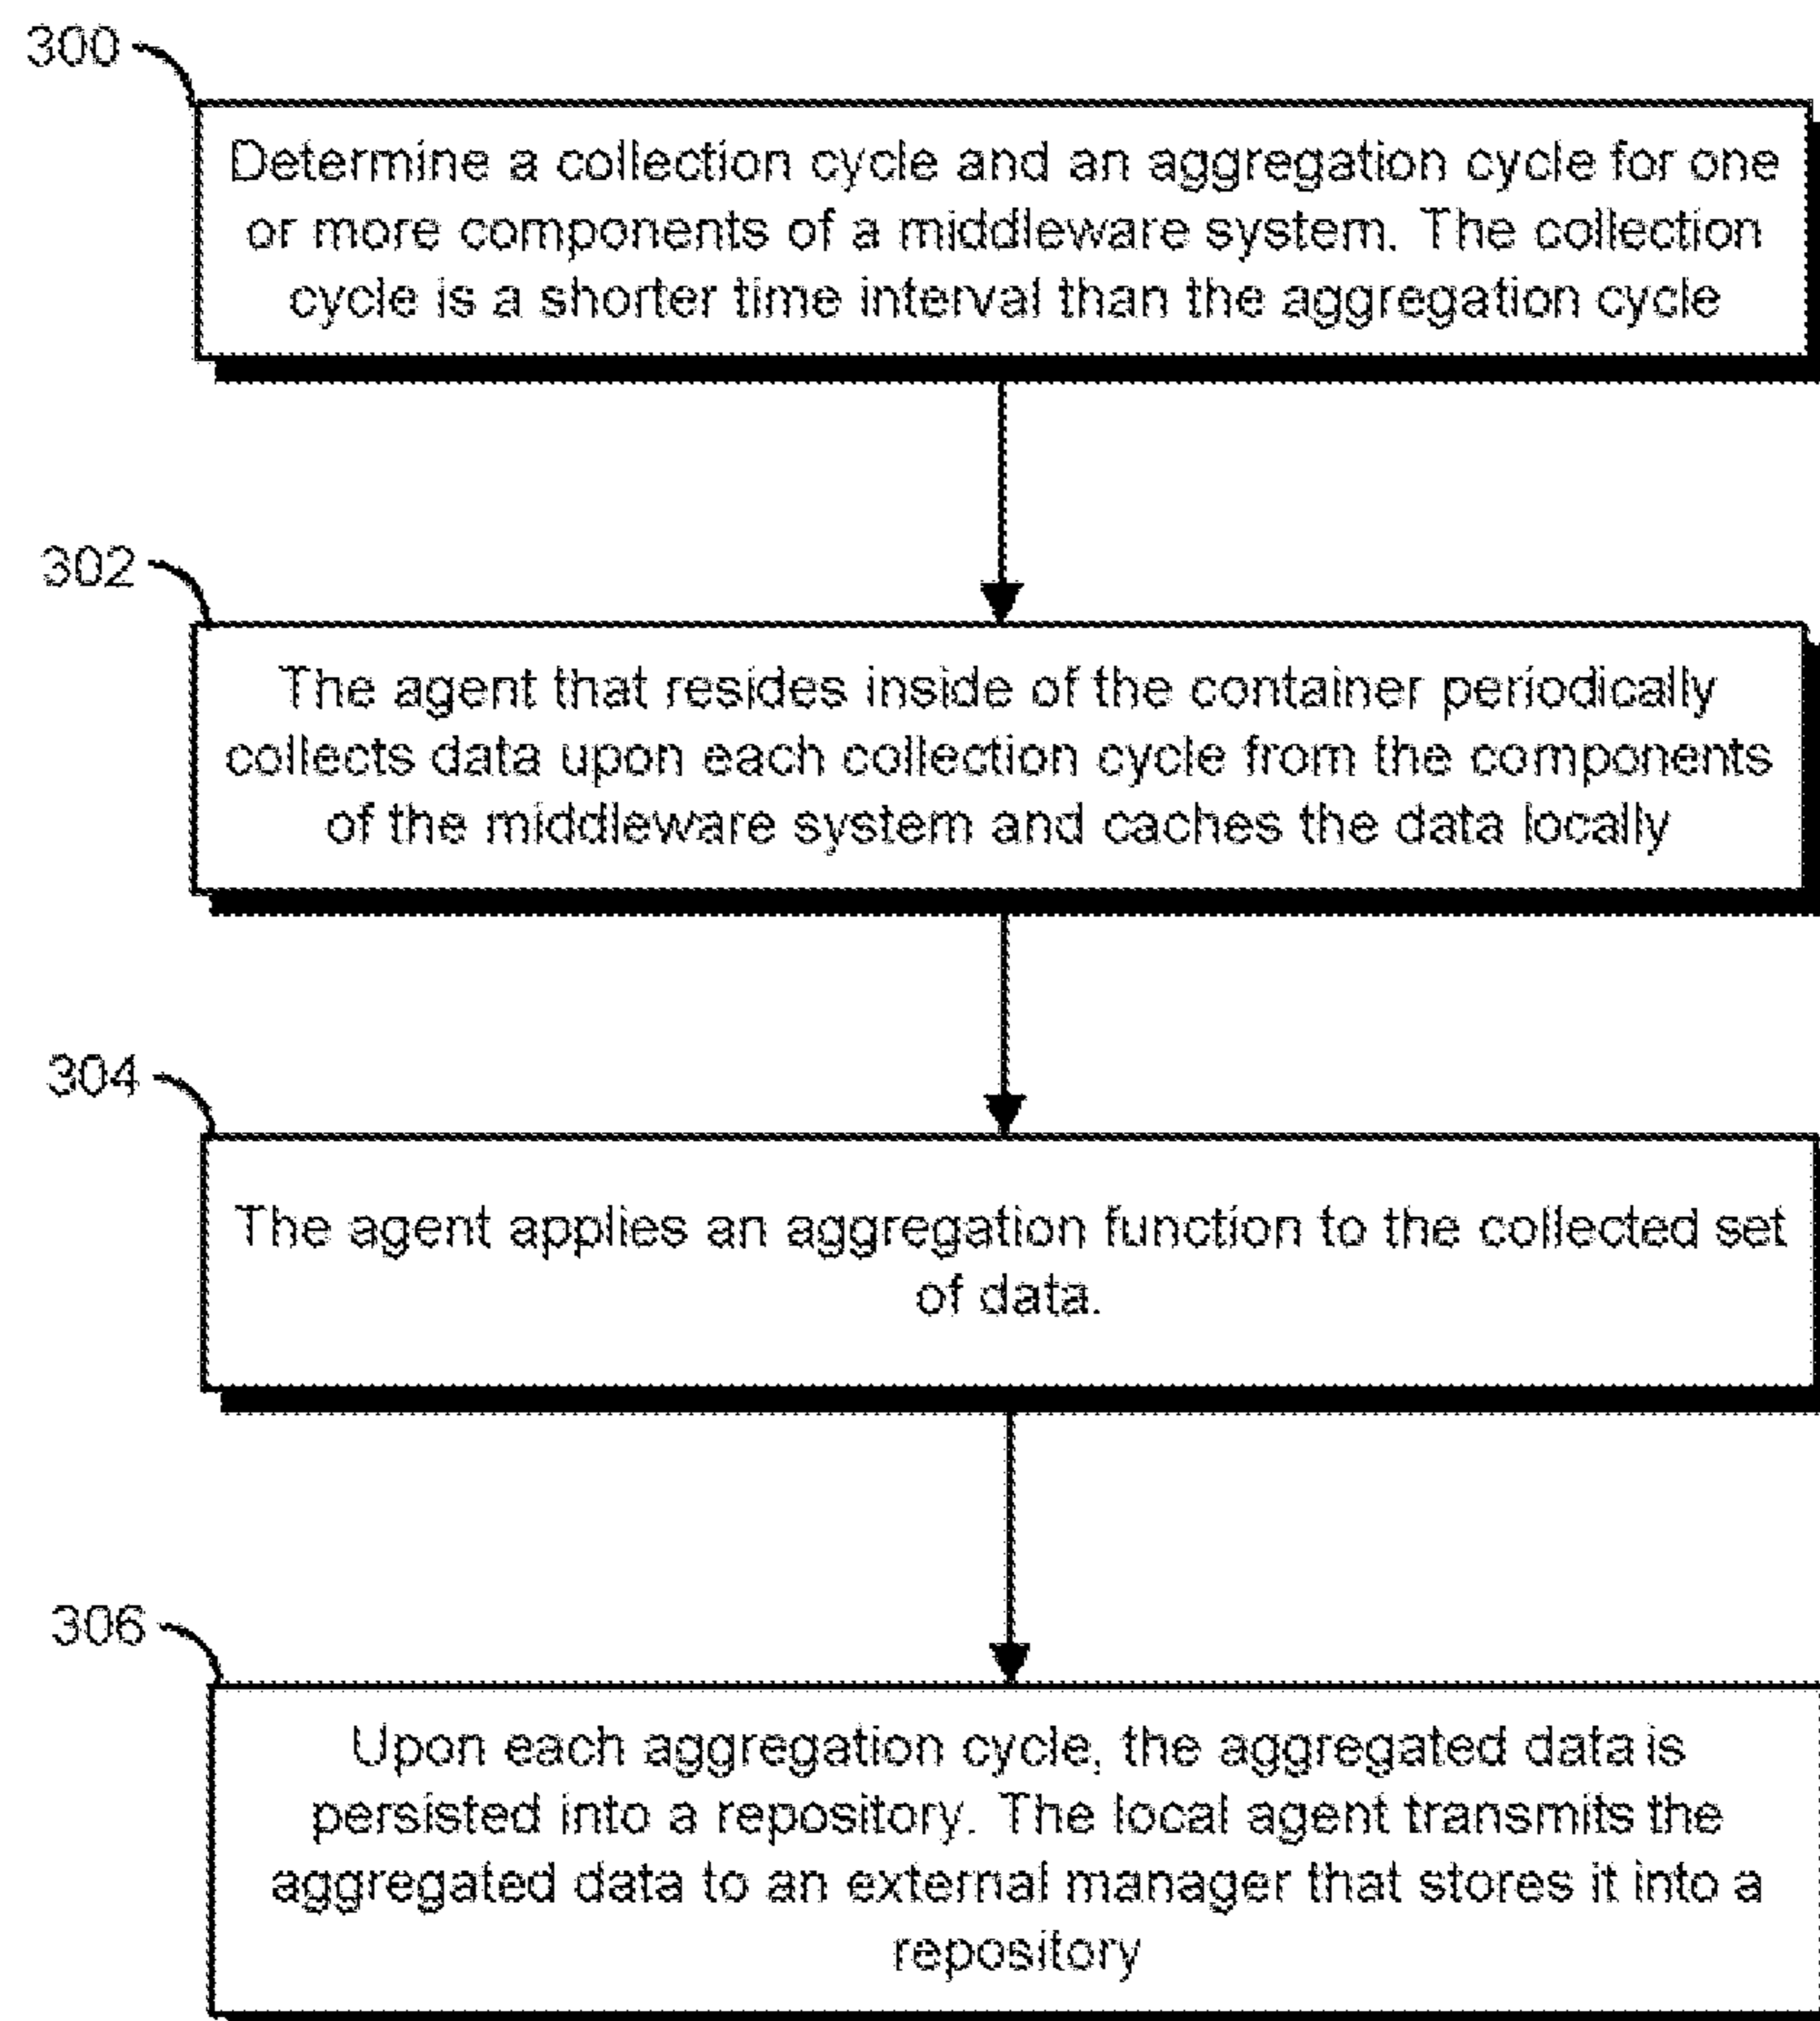 300
Determine a collection cycle and an aggregation cycle for one
or more components of a middleware system. The collection
cycle is a shorter time interval than the aggregation cycle
302
The agent that resides inside of the container periodically
collects data upon each collection cycle from the components
of the middleware system and caches the data locally
304
The agent applies an aggregation function to the collected set
of data.
306
Upon each aggregation cycle, the aggregated data is
persisted into a repository. The local agent transmits the
aggregated data to an external manager that stores it into a
repository